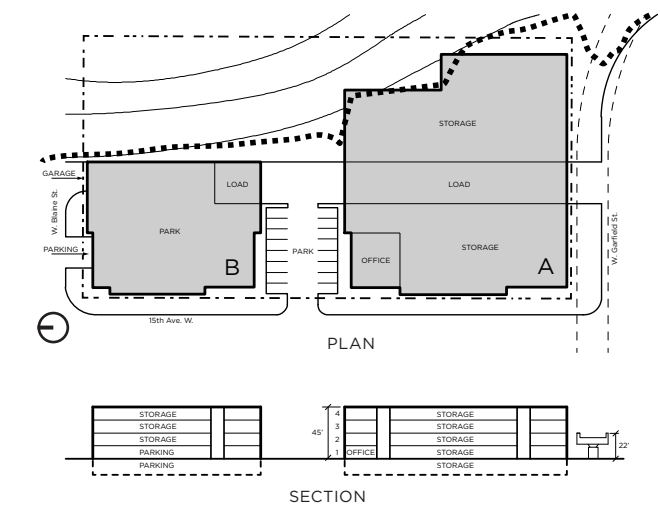 STORAGE
GARAGE
LOAD
LOAD
W. Blaine St.
PARK
PARKING
B
PARK
OFFICE
STORAGE
A
W. Garfield St.
15th Ave. W.
PLAN
STORAGE
STORAGE
STORAGE
PARKING
PARKING
45'
4
3
2
1
OFFICE
STORAGE
STORAGE
STORAGE
STORAGE
STORAGE
22'
SECTION